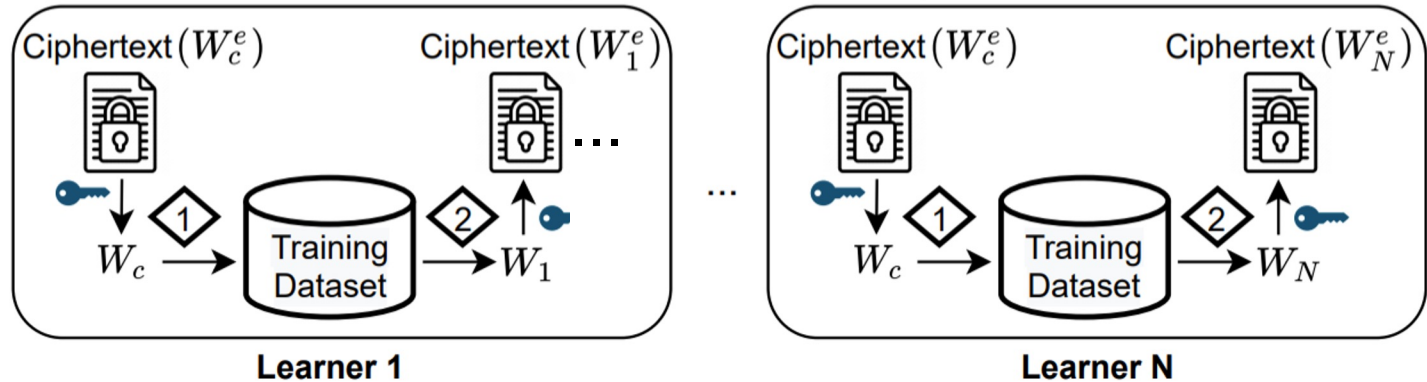 Ciphertext(W_c^e) Ciphertext(W_1^e)
1
2
...
W_c
Training
Dataset
W_1
Learner 1
...
Ciphertext(W_c^e) Ciphertext(W_N^e)
1
2
W_c
Training
Dataset
W_N
Learner N